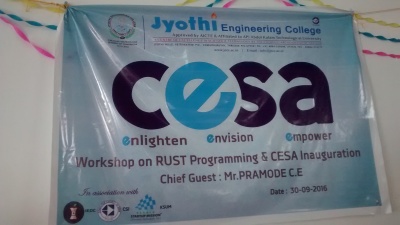 Jyothi Engineering College
cesa
enlighten envision empower
Workshop on RUST Programming & CESA Inauguration
Chief Guest : Mr.PRAMODE C.E
In association with
Date : 30-09-2016